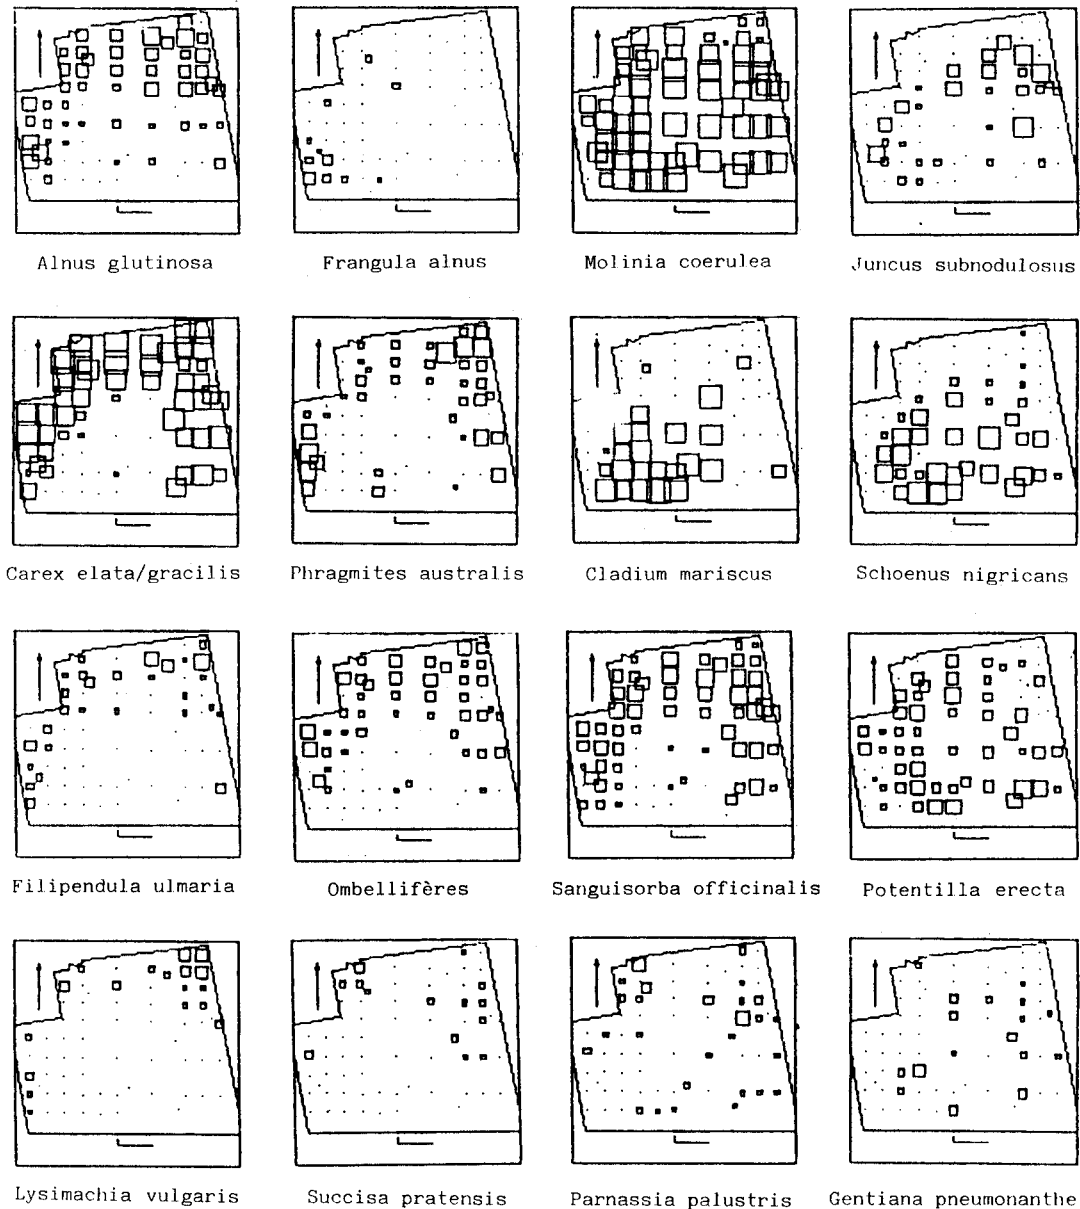 Alnus glutinosa Frangula alnus Molinia coerulea Juncus subnodulosus
Carex elata/gracilis Phragmites australis Cladium mariscus Schoenus nigricans
Filipendula ulmaria Ombellifères Sanguisorba officinalis Potentilla erecta
Lysimachia vulgaris Succisa pratensis Parnassia palustris Gentiana pneumonanthe